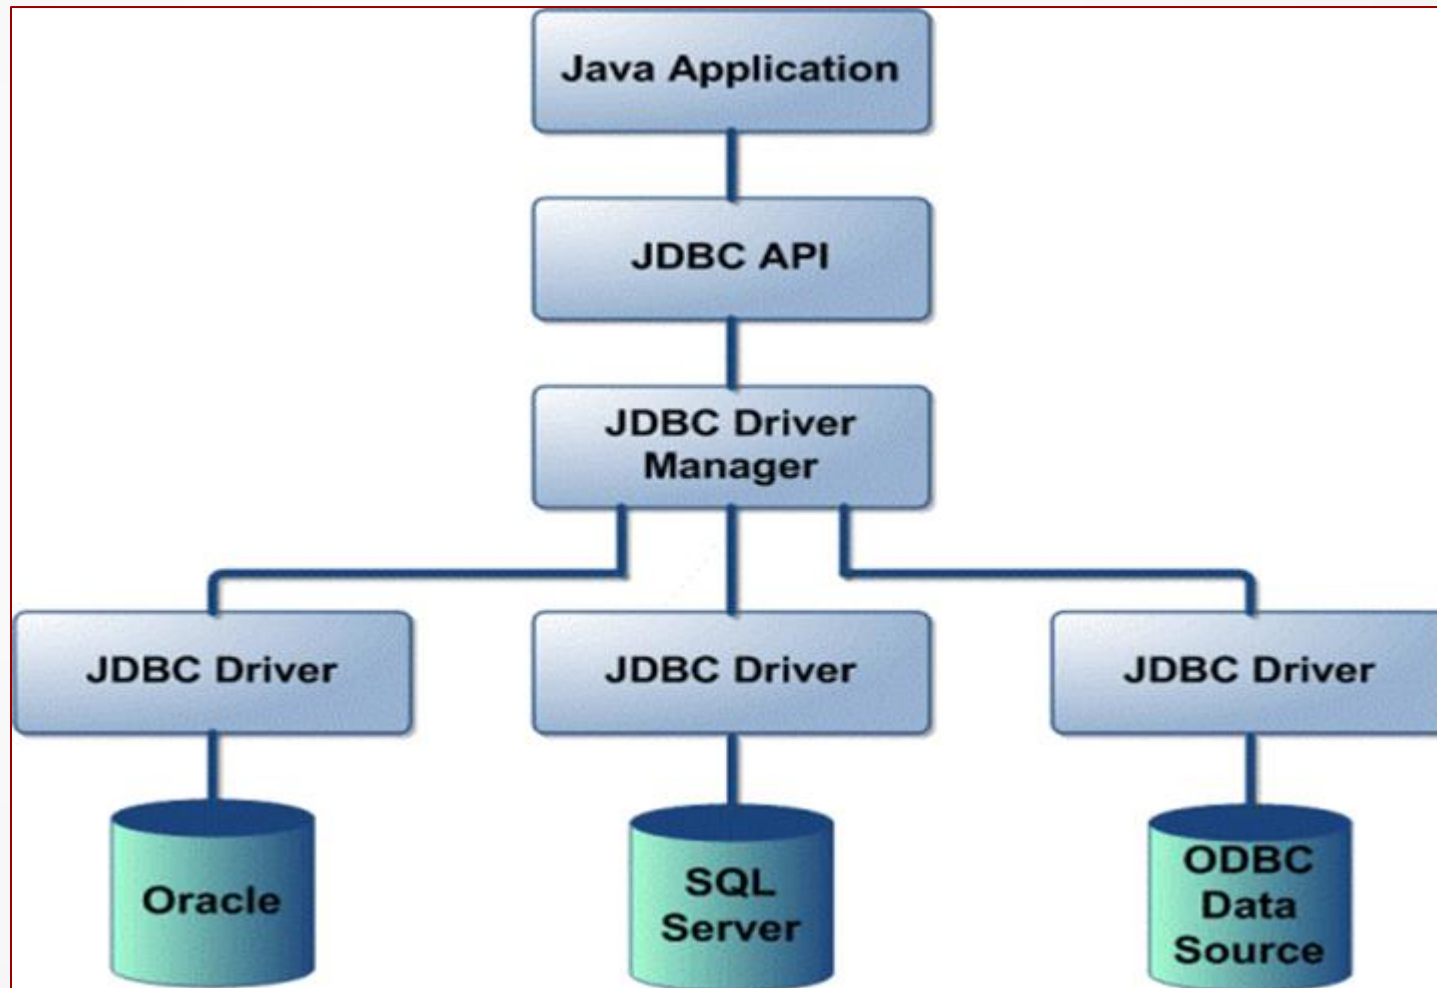 Java Application
JDBC API
JDBC Driver
Manager
JDBC Driver
JDBC Driver
JDBC Driver
Oracle
SQL
Server
ODBC
Data
Source